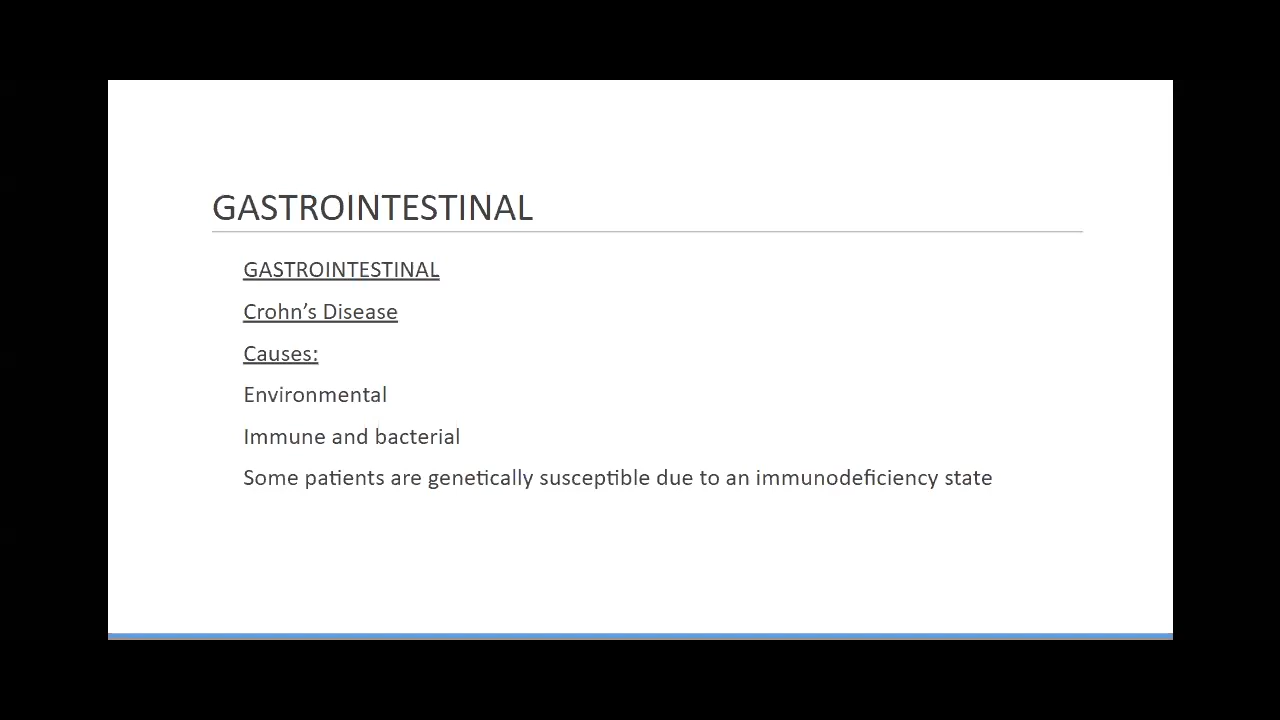 GASTROINTESTINAL
GASTROINTESTINAL
Crohn’s Disease
Causes:
Environmental
Immune and bacterial
Some patients are genetically susceptible due to an immunodeficiency state